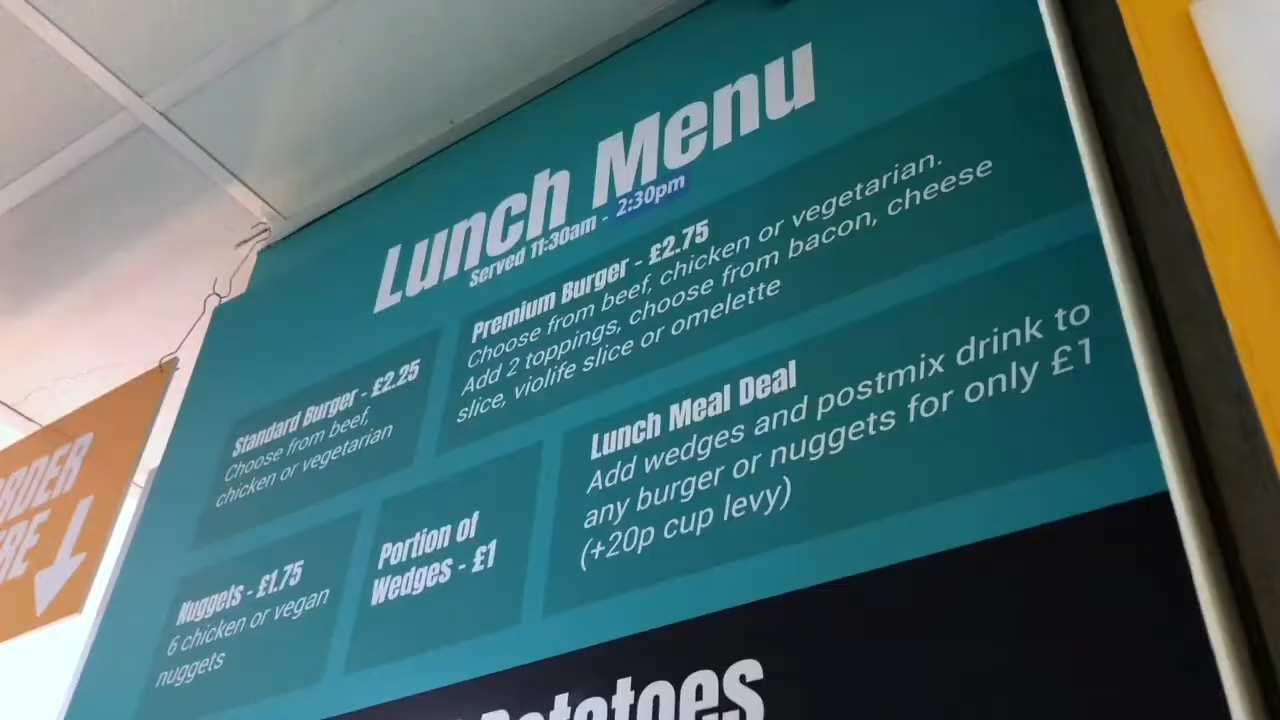 Lunch Menu
Served 11:30am - 2:30pm
Standard Burger - £2.25
Choose from beef,
chicken or vegetarian
Premium Burger - £2.75
Choose from beef, chicken or vegetarian.
Add 2 toppings, choose from bacon, cheese
slice, violife slice or omelette
Nuggets - £1.75
6 chicken or vegan
nuggets
Portion of
Wedges - £1
Lunch Meal Deal
Add wedges and postmix drink to
any burger or nuggets for only £1
(+20p cup levy)
Potatoes